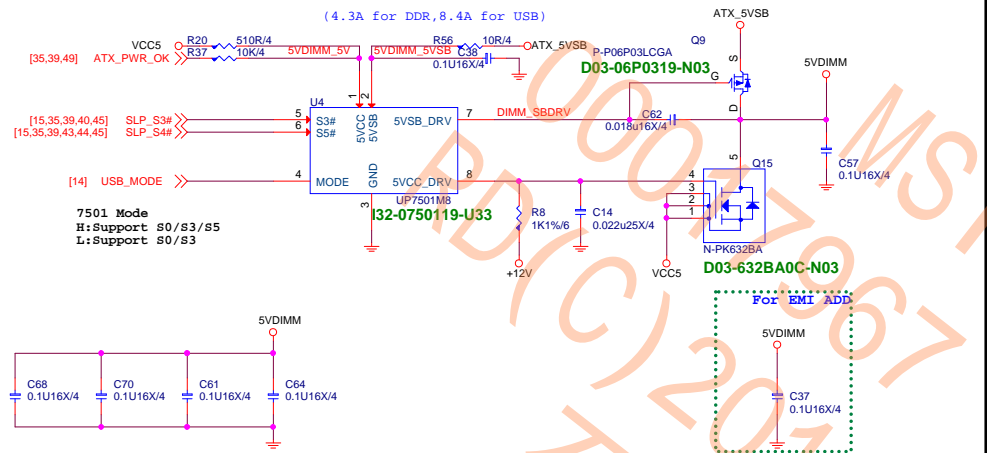 (4.3A for DDR,8.4A for USB)
ATX_5VSB
VCC5
R20
510R/4
5VDIMM_5V
5VDIMM_5VSB
R56
10R/4
ATX_5VSB
[35,39,49]
ATX_PWR_OK
R37
10K/4
C38
0.1U16X/4
P-P06P03LCGA
Q9
D03-06P0319-N03
S
G
D
5VDIMM
U4
1
2
[15,35,39,40,45]
SLP_S3#
5
S3#
5VCC
5VSB
5VSB_DRV
7
DIMM_SBDRV
C62
0.018u16X/4
[15,35,39,43,44,45]
SLP_S4#
6
S5#
C57
0.1U16X/4
[14]
USB_MODE
4
MODE
GND
5VCC_DRV
8
3
UP7501M8
I32-0750119-U33
5
Q15
4
3
2
1
N-PK632BA
D03-632BA0C-N03
R8
1K1%/6
C14
0.022u25X/4
+12V
VCC5
7501 Mode
H:Support S0/S3/S5
L:Support S0/S3
For EMI ADD
5VDIMM
C37
0.1U16X/4
5VDIMM
C68
0.1U16X/4
C70
0.1U16X/4
C61
0.1U16X/4
C64
0.1U16X/4
00077967
MSI
RD(C)201